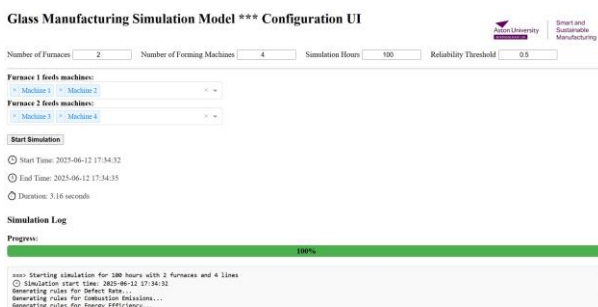 Glass Manufacturing Simulation Model *** Configuration UI
Aston University
Smart and
Sustainable
Manufacturing
Number of Furnaces 2 Number of Forming Machines 4 Simulation Hours 100 Reliability Threshold 0.5
Furnace 1 feeds machines:
× Machine 1 × Machine 2 ×
Furnace 2 feeds machines:
× Machine 3 × Machine 4 ×
Start Simulation
Start Time: 2025-06-12 17:34:32
End Time: 2025-06-12 17:34:35
Duration: 3.16 seconds
Simulation Log
Progress:
100%
===> Starting simulation for 100 hours with 2 furnaces and 4 lines
Simulation start time: 2025-06-12 17:34:32
Generating rules for Defect Rate...
Generating rules for Combustion Emissions...
Generating rules for Energy Efficiency...